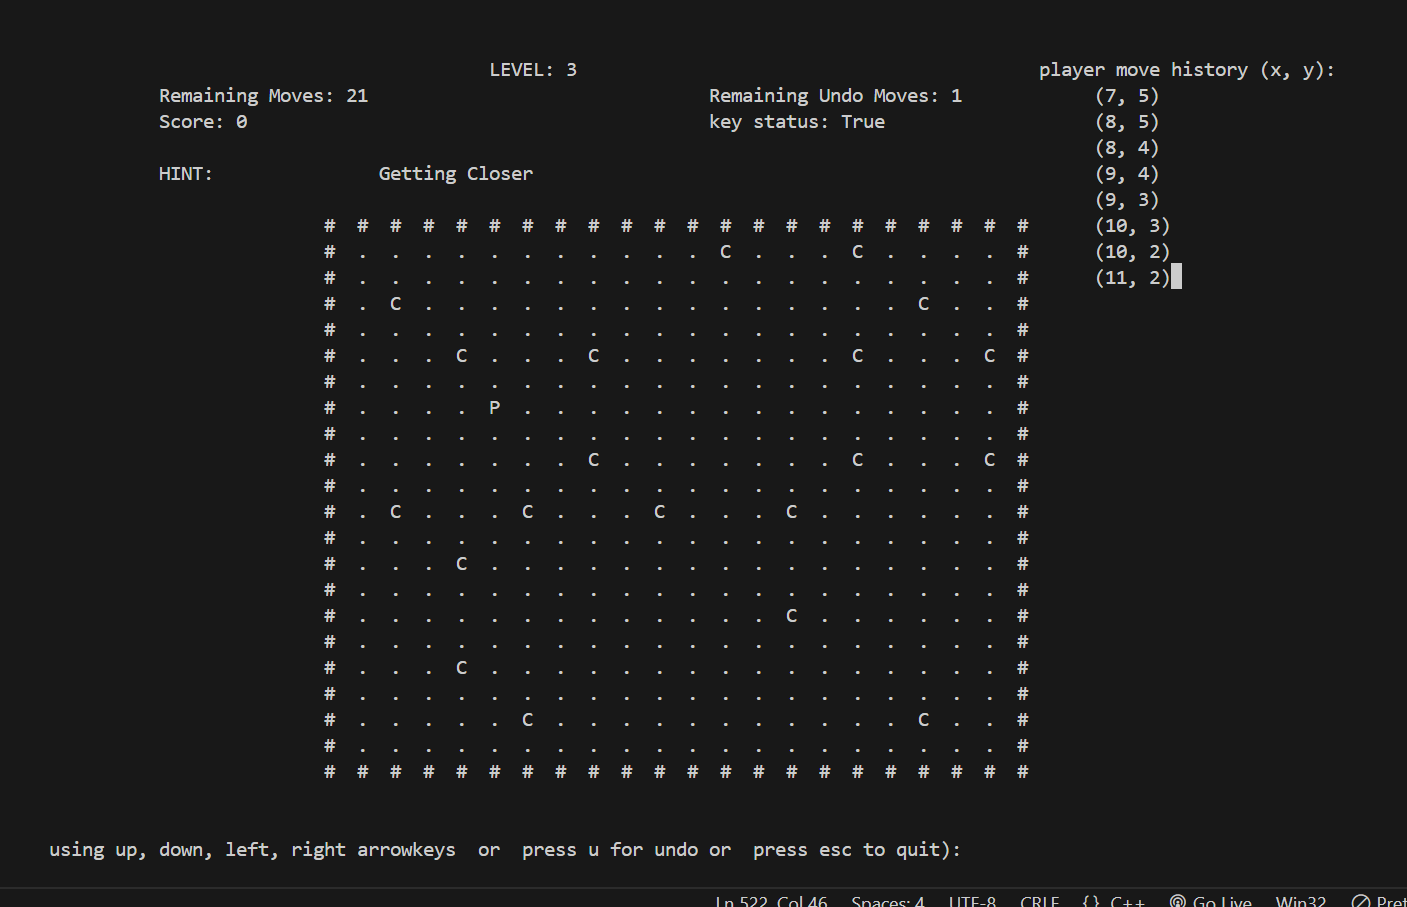 LEVEL: 3 player move history (x, y):
Remaining Moves: 21 Remaining Undo Moves: 1 (7, 5)
Score: 0 key status: True (8, 5)
(8, 4)
HINT: Getting Closer (9, 4)
(9, 3)
# # # # # # # # # # # # # # # # # # # # # # (10, 3)
# . . . . . . . . . . . C . . . C . . . . # (10, 2)
# . . . . . . . . . . . . . . . . . . . . # (11, 2)
# . C . . . . . . . . . . . . . . . C . . #
# . . . . . . . . . . . . . . . . . . . . #
# . . . C . . . C . . . . . . . C . . . C #
# . . . . . . . . . . . . . . . . . . . . #
# . . . . P . . . . . . . . . . . . . . . #
# . . . . . . . . . . . . . . . . . . . . #
# . . . . . . . C . . . . . . . C . . . C #
# . . . . . . . . . . . . . . . . . . . . #
# . C . . . C . . . C . . . C . . . . . . #
# . . . . . . . . . . . . . . . . . . . . #
# . . . C . . . . . . . . . . . . . . . . #
# . . . . . . . . . . . . . . . . . . . . #
# . . . . . . . . . . . . . C . . . . . . #
# . . . . . . . . . . . . . . . . . . . . #
# . . . C . . . . . . . . . . . . . . . . #
# . . . . . . . . . . . . . . . . . . . . #
# . . . . . C . . . . . . . . . . . C . . #
# . . . . . . . . . . . . . . . . . . . . #
# # # # # # # # # # # # # # # # # # # # # #
using up, down, left, right arrowkeys or press u for undo or press esc to quit):
Ln 522, Col 46 Spaces: 4 UTF-8 CRLF {} C++ Go Live Win32